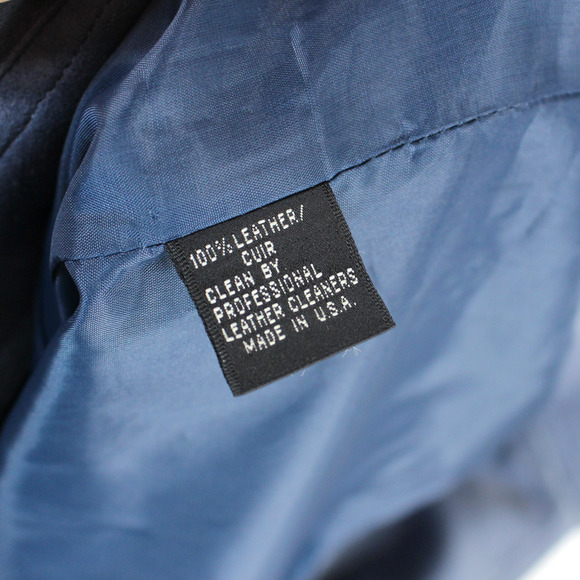 100% LEATHER/
CUIR
CLEAN BY
PROFESSIONAL
LEATHER CLEANERS
MADE IN U.S.A.